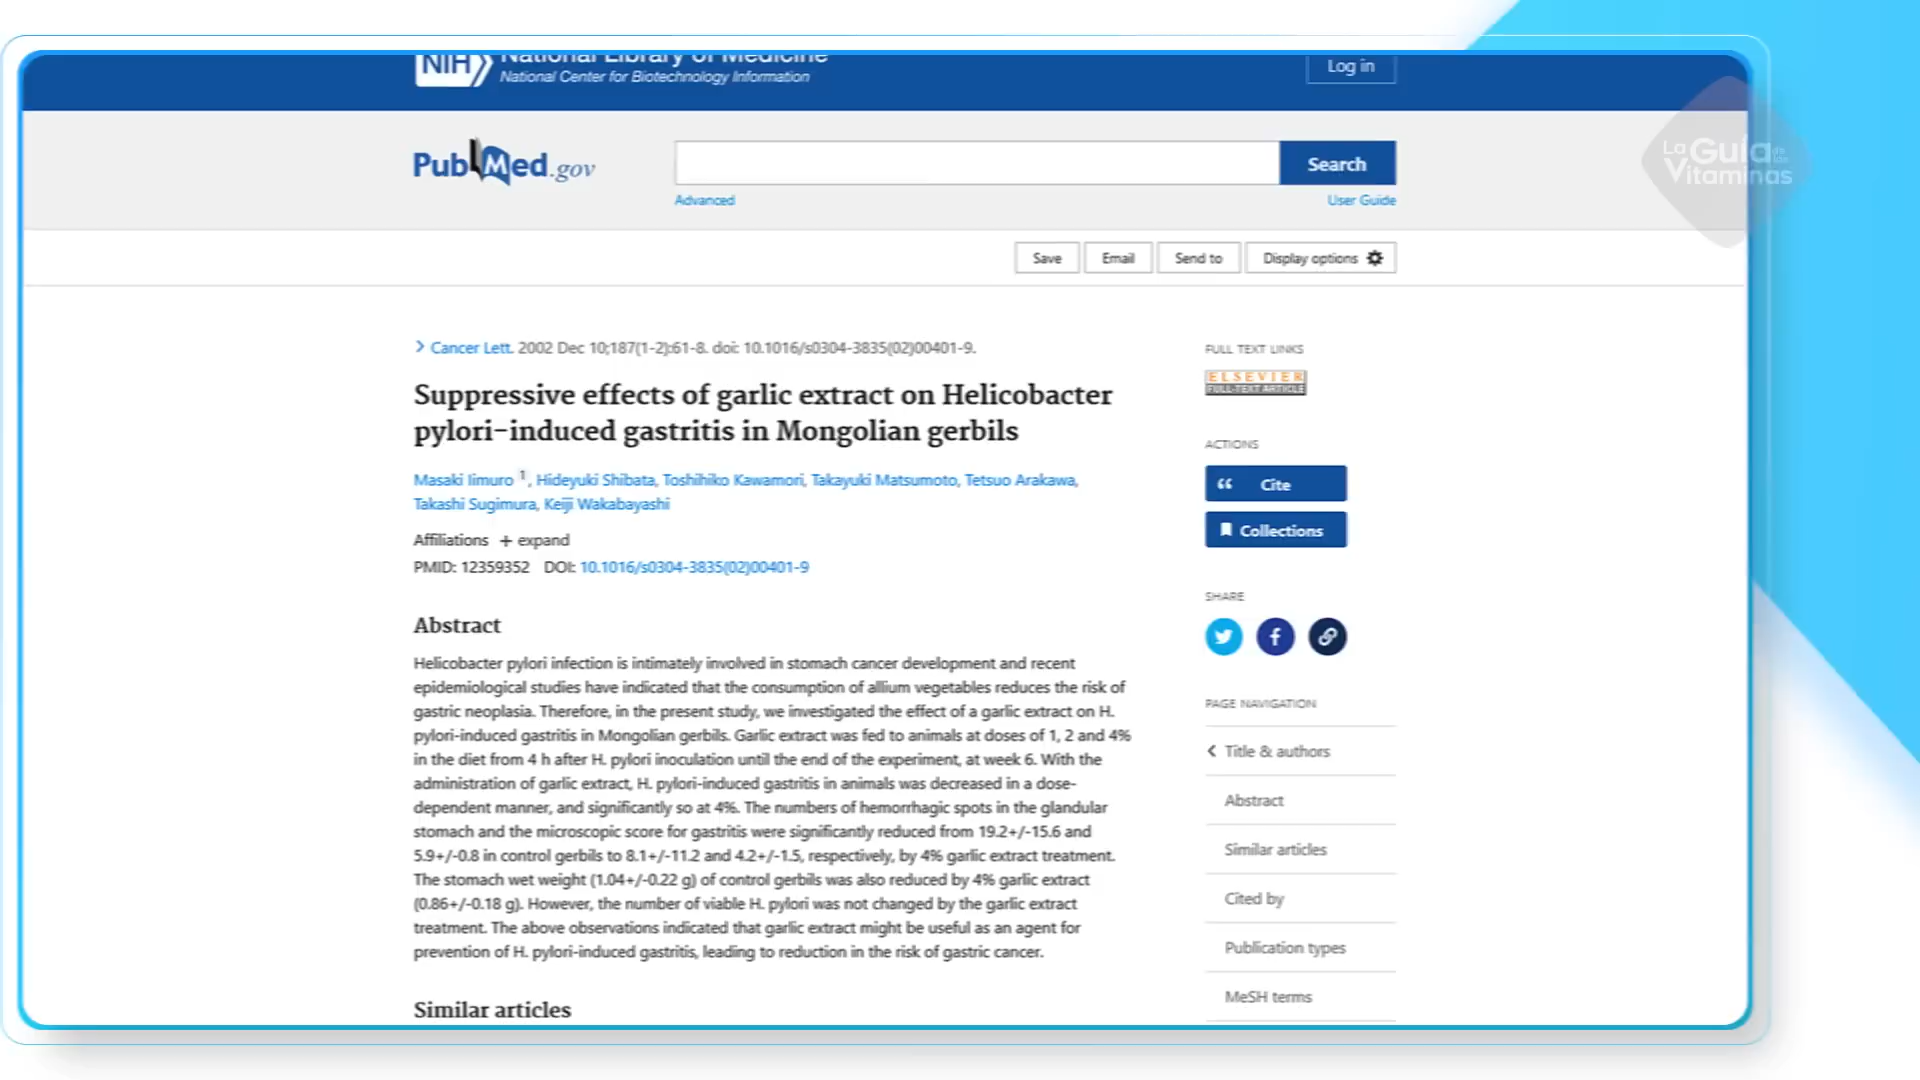 NIH National Library of Medicine
National Center for Biotechnology Information
Log in
PubMed.gov
Search
Advanced
User Guide
La Guía de las Vitaminas
Save
Email
Send to
Display options
Cancer Lett. 2002 Dec 10;187(1-2):61-8. doi: 10.1016/s0304-3835(02)00401-9.
Suppressive effects of garlic extract on Helicobacter
pylori-induced gastritis in Mongolian gerbils
Masaki Iimuro 1, Hideyuki Shibata, Toshihiko Kawamori, Takayuki Matsumoto, Tetsuo Arakawa,
Takashi Sugimura, Keiji Wakabayashi
Affiliations + expand
PMID: 12359352 DOI: 10.1016/s0304-3835(02)00401-9
Abstract
Helicobacter pylori infection is intimately involved in stomach cancer development and recent
epidemiological studies have indicated that the consumption of allium vegetables reduces the risk of
gastric neoplasia. Therefore, in the present study, we investigated the effect of a garlic extract on H.
pylori-induced gastritis in Mongolian gerbils. Garlic extract was fed to animals at doses of 1, 2 and 4%
in the diet from 4 h after H. pylori inoculation until the end of the experiment, at week 6. With the
administration of garlic extract, H. pylori-induced gastritis in animals was decreased in a dose-
dependent manner, and significantly so at 4%. The numbers of hemorrhagic spots in the glandular
stomach and the microscopic score for gastritis were significantly reduced from 19.2+/-15.6 and
5.9+/-0.8 in control gerbils to 8.1+/-11.2 and 4.2+/-1.5, respectively, by 4% garlic extract treatment.
The stomach wet weight (1.04+/-0.22 g) of control gerbils was also reduced by 4% garlic extract
(0.86+/-0.18 g). However, the number of viable H. pylori was not changed by the garlic extract
treatment. The above observations indicated that garlic extract might be useful as an agent for
prevention of H. pylori-induced gastritis, leading to reduction in the risk of gastric cancer.
Similar articles
FULL TEXT LINKS
ELSEVIER
FULL-TEXT ARTICLE
ACTIONS
Cite
Collections
SHARE
PAGE NAVIGATION
Title & authors
Abstract
Similar articles
Cited by
Publication types
MeSH terms